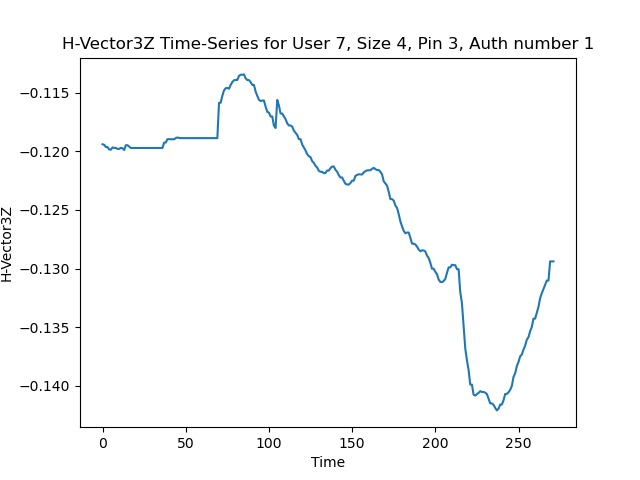 H-Vector3Z Time-Series for User 7, Size 4, Pin 3, Auth number 1
−0.115
−0.120
−0.125
−0.130
−0.135
−0.140
H-Vector3Z
0 50 100 150 200 250
Time